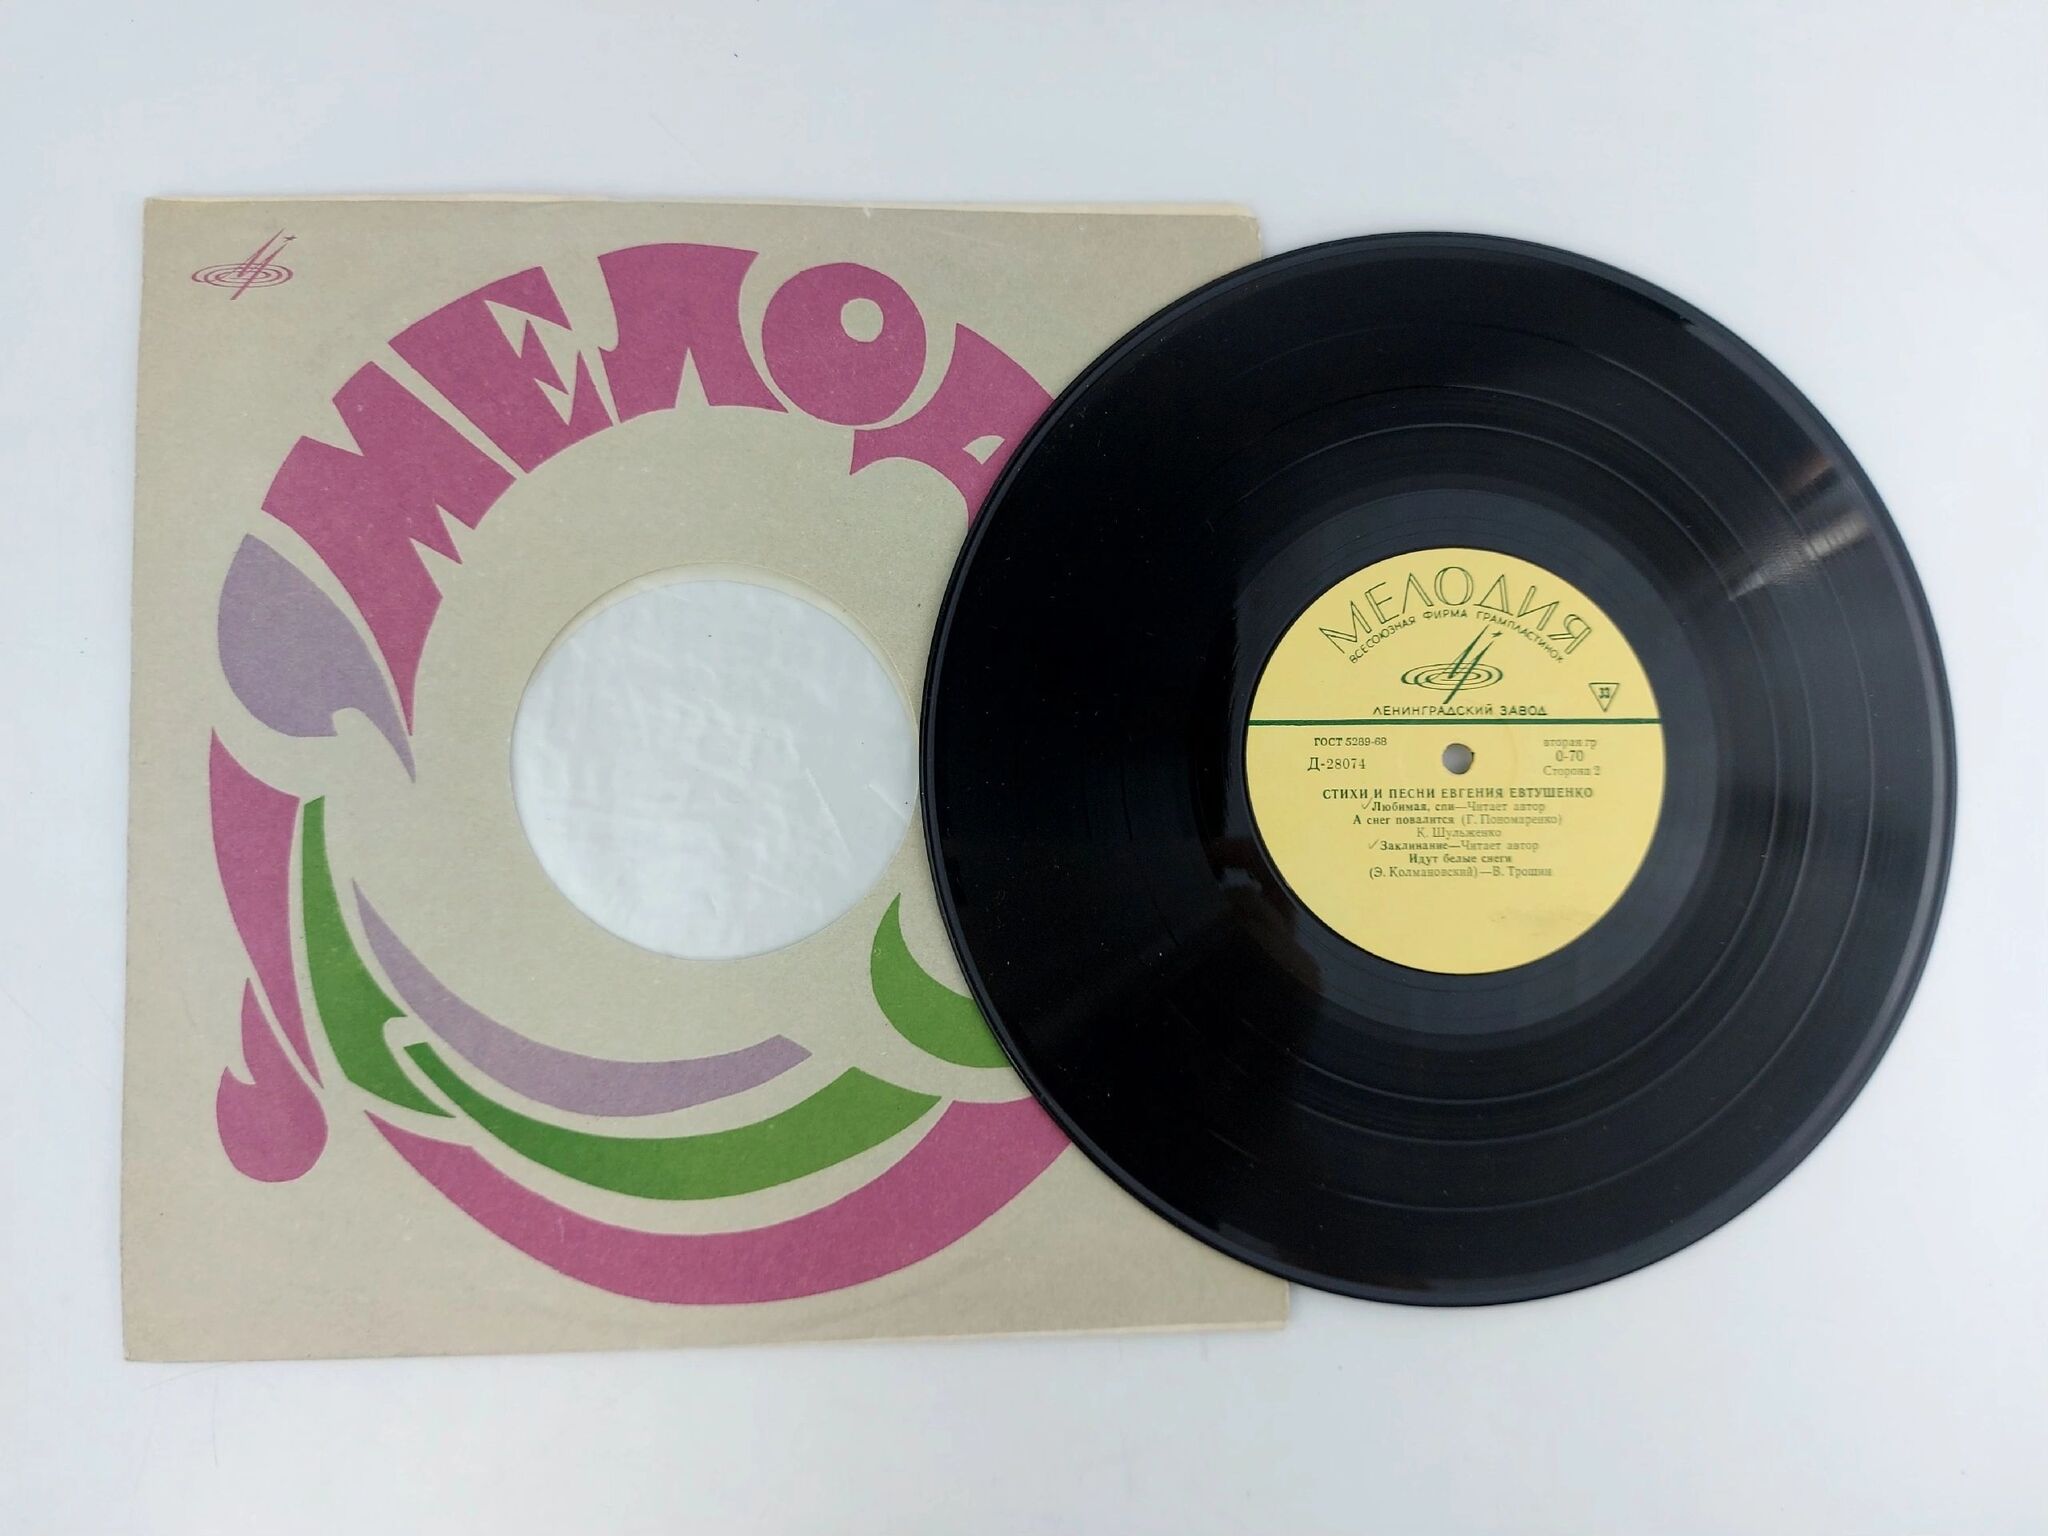 МЕЛОД
МЕЛОДИЯ
ВСЕСОЮЗНАЯ ФИРМА ГРАМПЛАСТИНОК
33
ЛЕНИНГРАДСКИЙ ЗАВОД
ГОСТ 5289-68
вторая гр
Д-28074
0-70
Сторона 2
СТИХИ И ПЕСНИ ЕВГЕНИЯ ЕВТУШЕНКО
Любимая, спи—Читает автор
А снег повалится (Г. Пономаренко)
К. Шульженко
Заклинание—Читает автор
Идут белые снеги
(Э. Колмановский)—В. Трошин